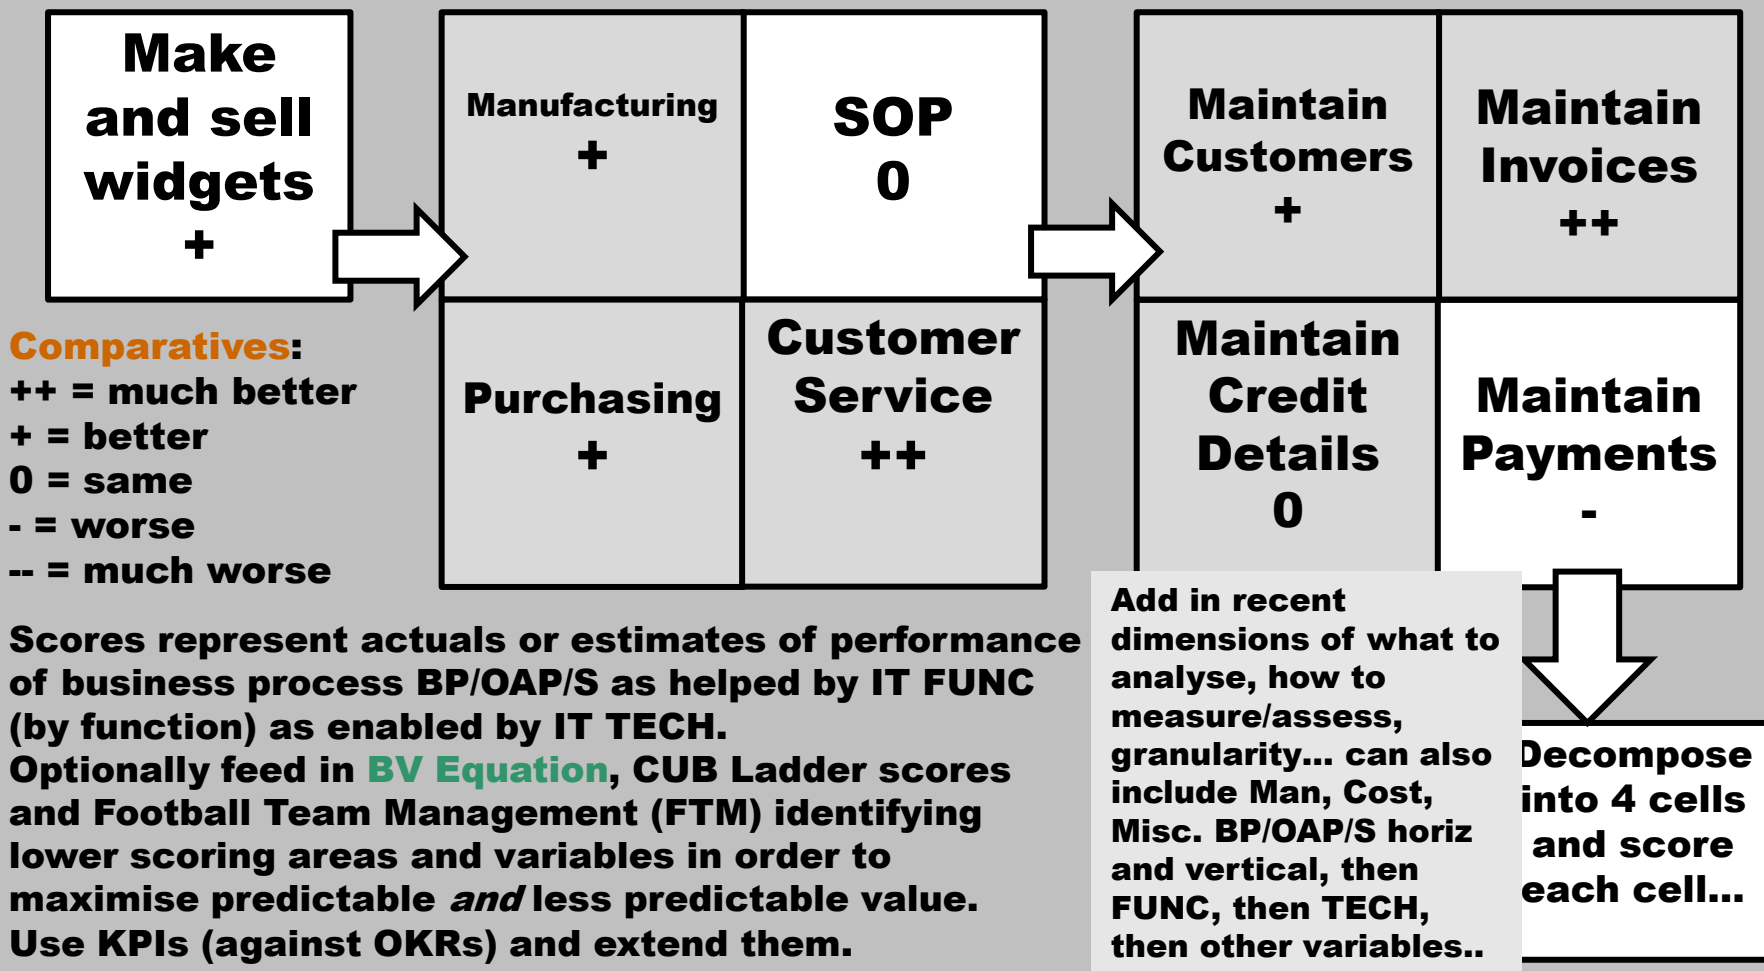 Make
and sell
widgets
+
Manufacturing
+
SOP
0
Purchasing
+
Customer
Service
++
Maintain
Customers
+
Maintain
Invoices
++
Maintain
Credit
Details
0
Maintain
Payments
-
Comparatives:
++ = much better
+ = better
0 = same
- = worse
-- = much worse
Scores represent actuals or estimates of performance
of business process BP/OAP/S as helped by IT FUNC
(by function) as enabled by IT TECH.
Optionally feed in BV Equation, CUB Ladder scores
and Football Team Management (FTM) identifying
lower scoring areas and variables in order to
maximise predictable and less predictable value.
Use KPIs (against OKRs) and extend them.
Add in recent
dimensions of what to
analyse, how to
measure/assess,
granularity... can also
include Man, Cost,
Misc. BP/OAP/S horiz
and vertical, then
FUNC, then TECH,
then other variables..
Decompose
into 4 cells
and score
each cell...